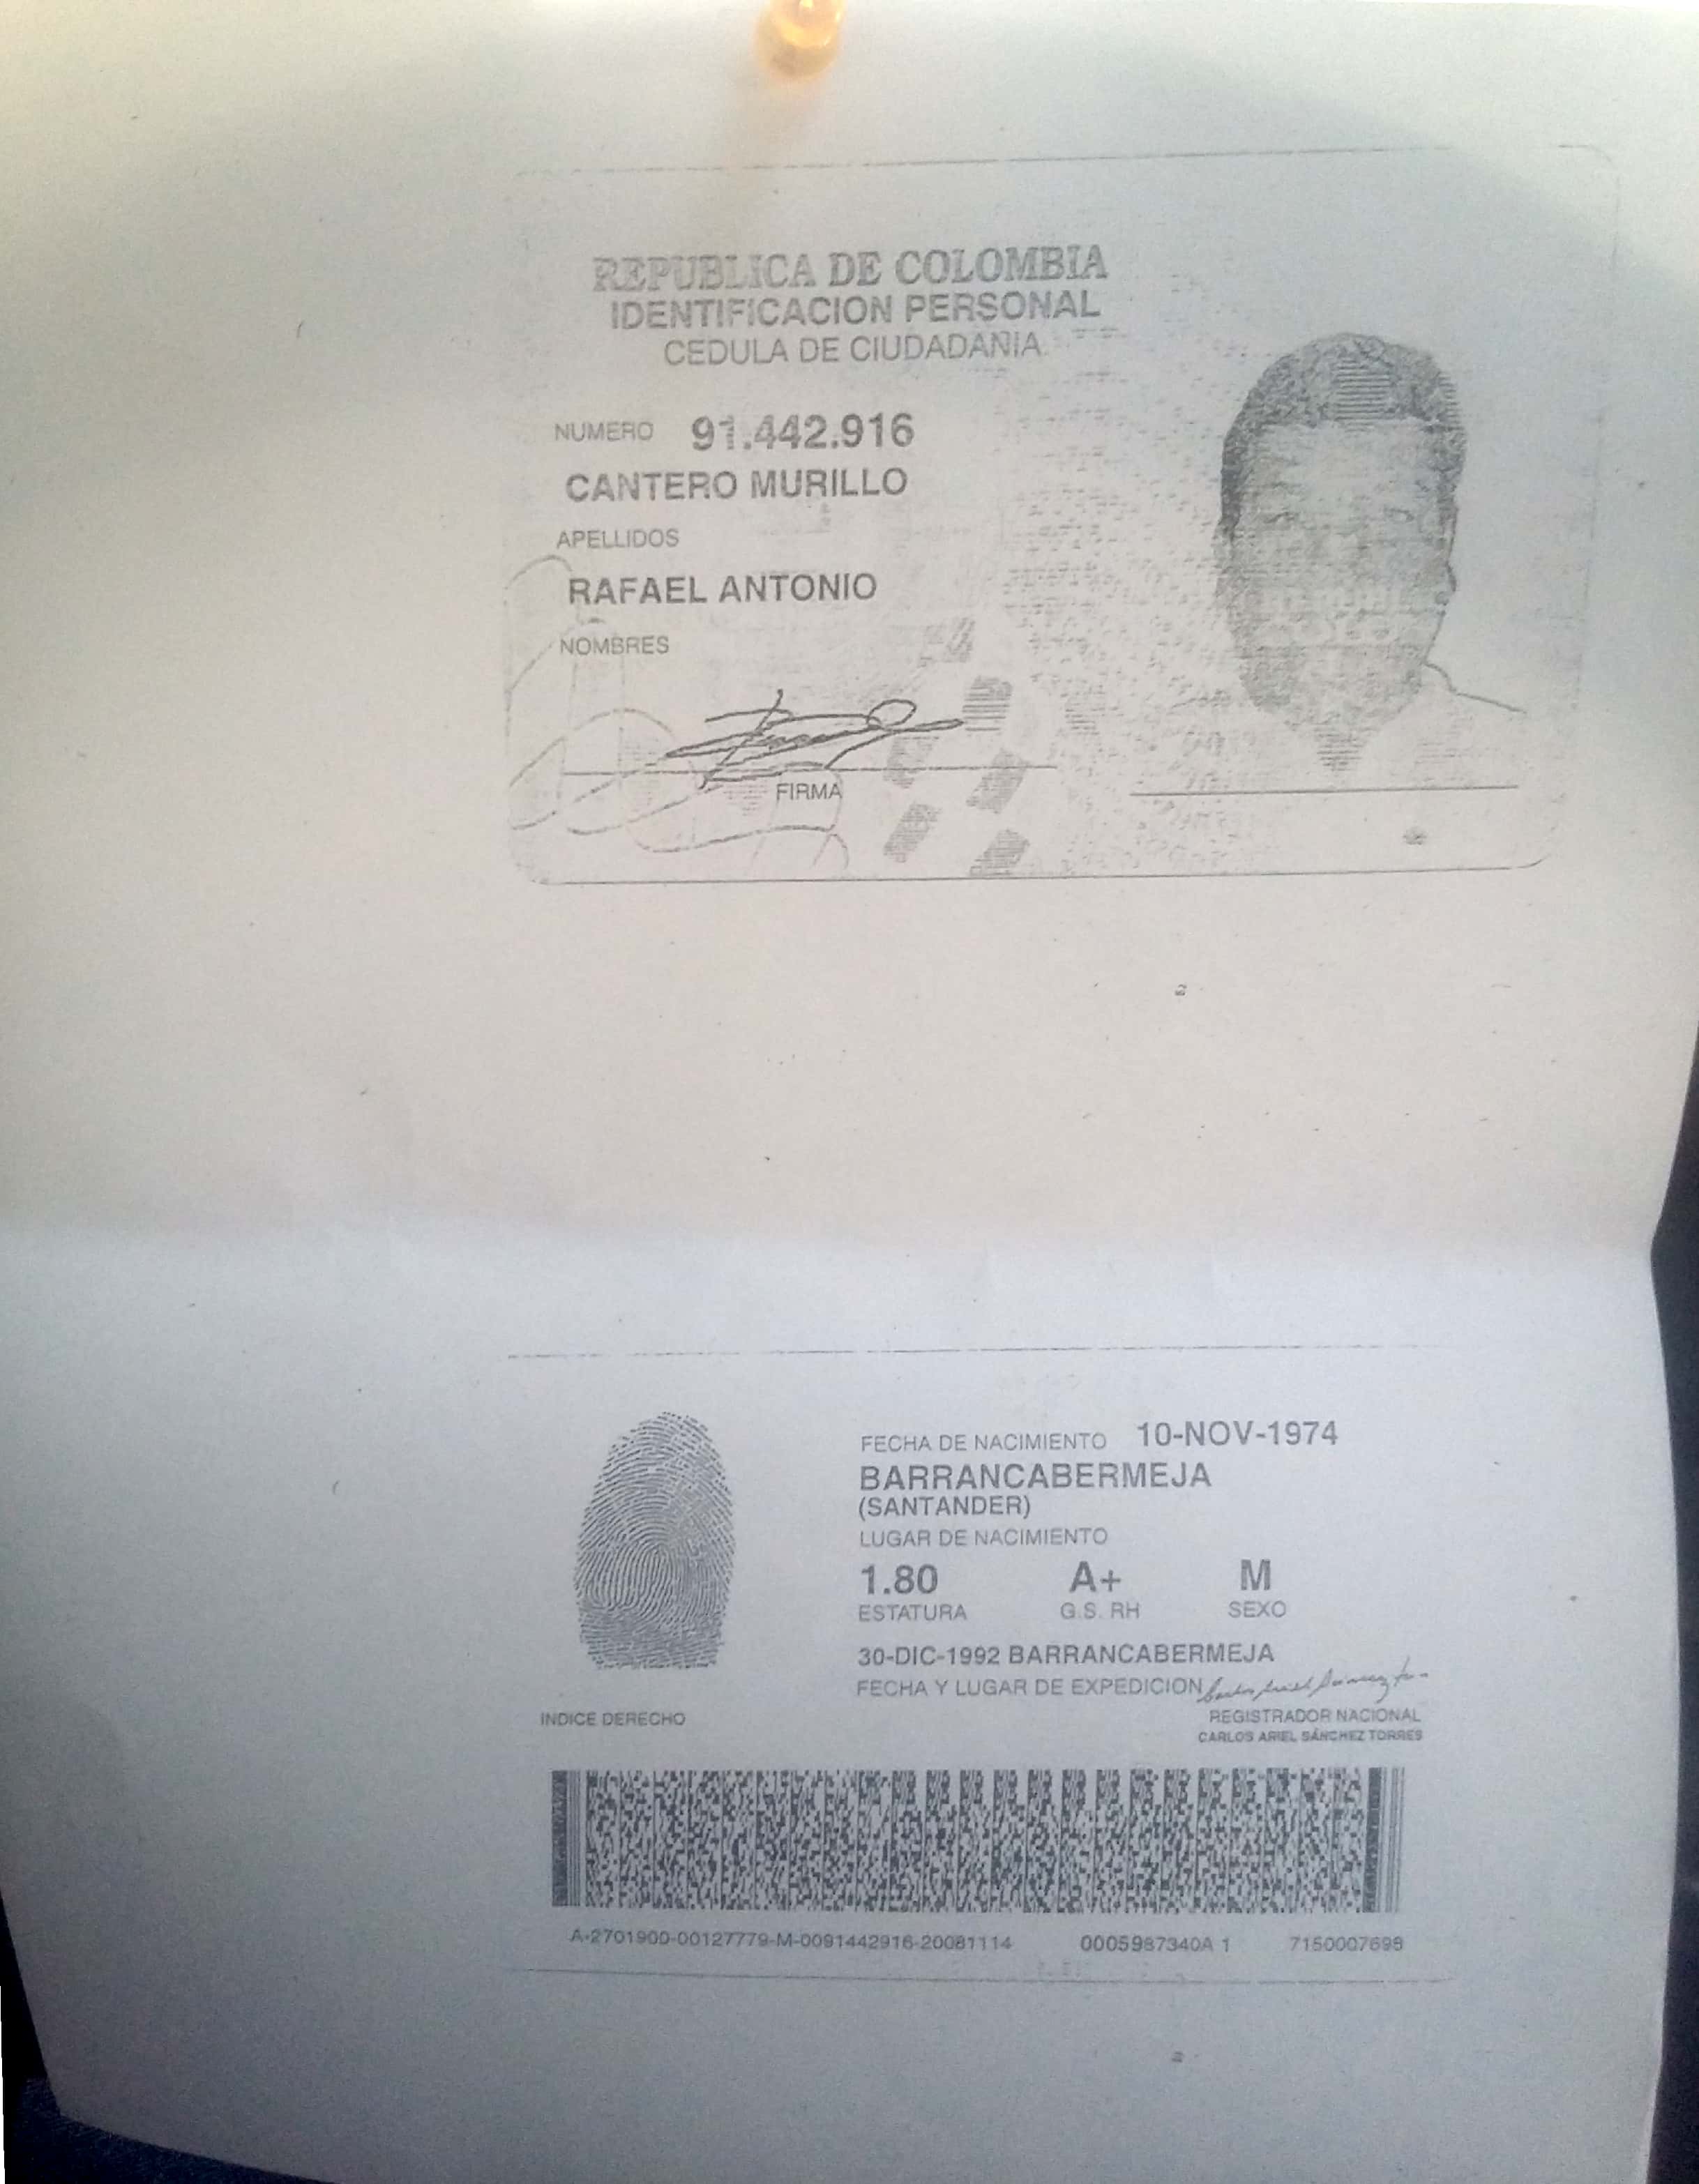 REPUBLICA DE COLOMBIA
IDENTIFICACION PERSONAL
CEDULA DE CIUDADANIA
NUMERO 91.442.916
CANTERO MURILLO
APELLIDOS
RAFAEL ANTONIO
NOMBRES
FIRMA
FECHA DE NACIMIENTO 10-NOV-1974
BARRANCABERMEJA
(SANTANDER)
LUGAR DE NACIMIENTO
1.80 A+ M
ESTATURA G.S. RH SEXO
30-DIC-1992 BARRANCABERMEJA
FECHA Y LUGAR DE EXPEDICION
INDICE DERECHO
REGISTRADOR NACIONAL
CARLOS ARIEL SÁNCHEZ TORRES
A-2701900-00127779-M-0091442916-20081114 0005987340A 1 7150007698